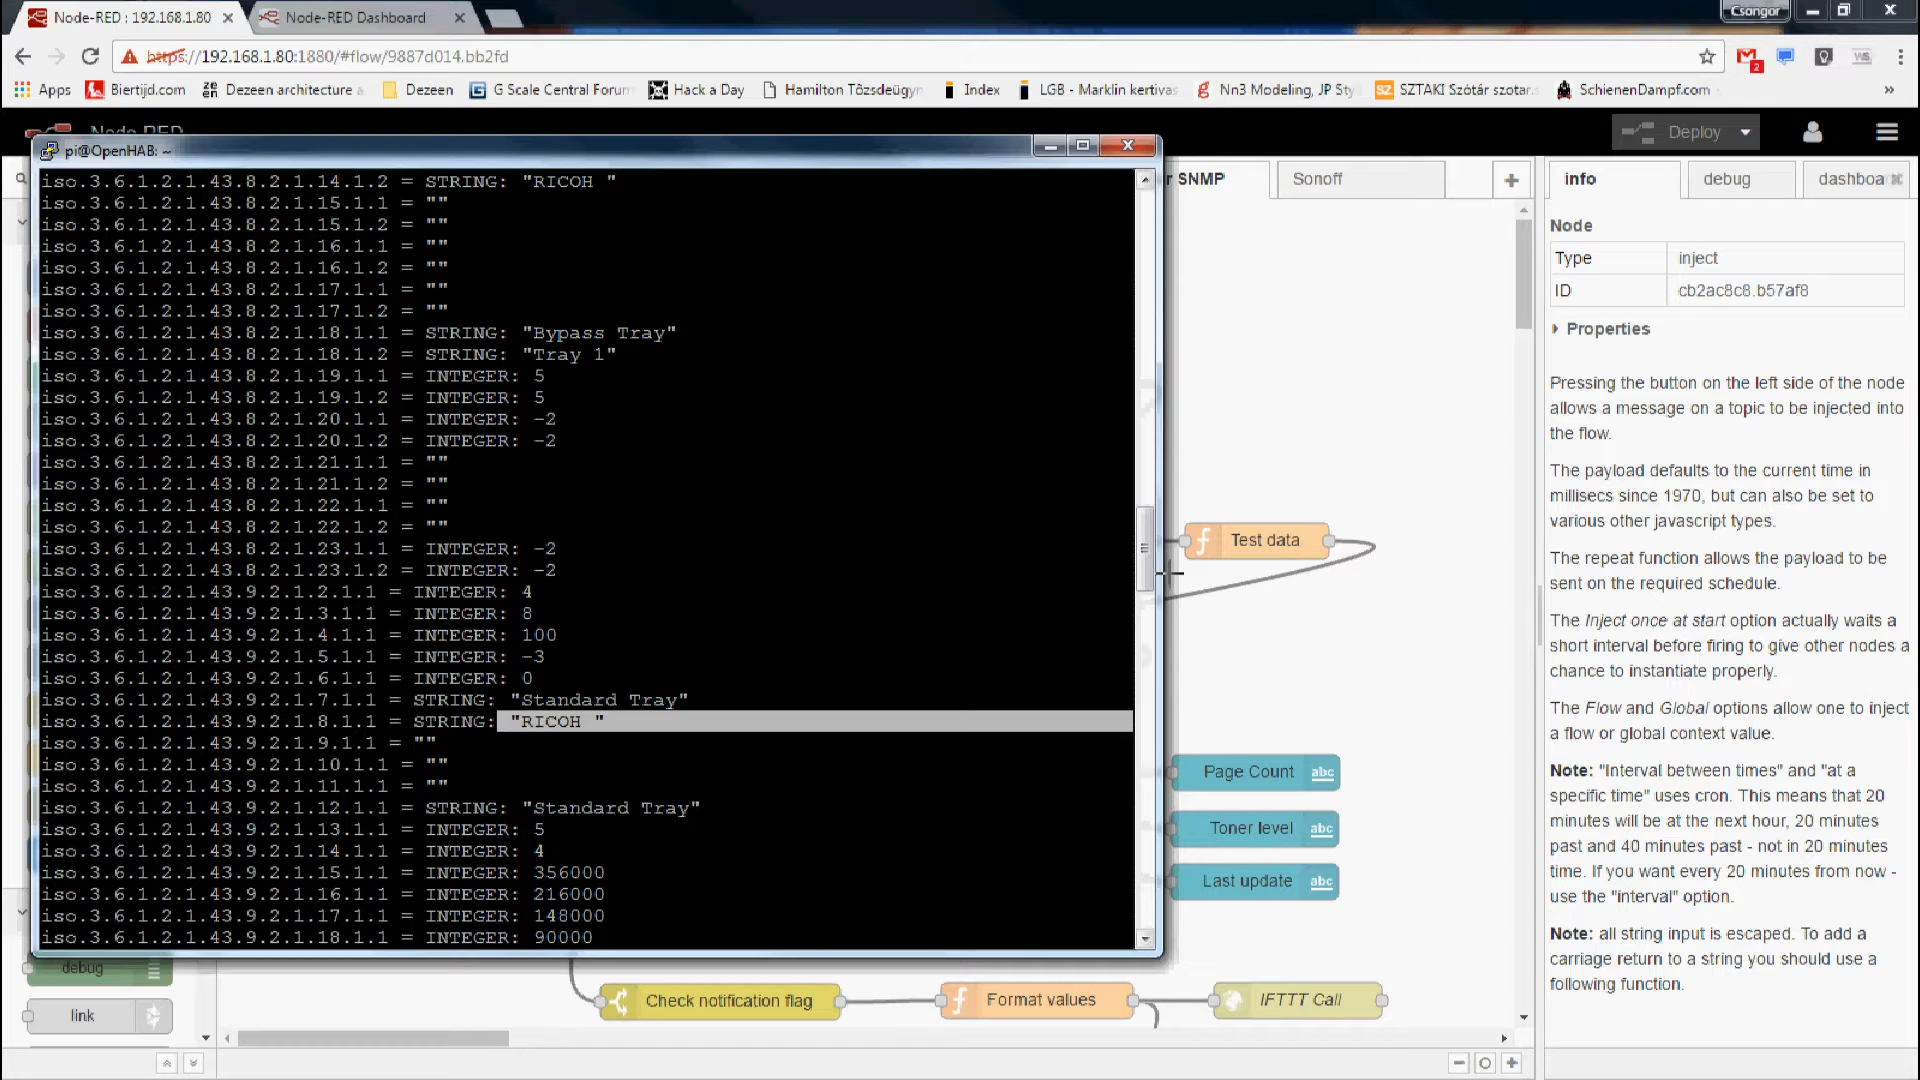 Node-RED : 192.168.1.80
Node-RED Dashboard
Csongor
https://192.168.1.80:1880/#flow/9887d014.bb2fd
2
Apps
Biertijd.com
Dezeen architecture a
Dezeen
G Scale Central Forum
Hack a Day
Hamilton Tőzsdeügyn
Index
LGB - Marklin kertivas
Nn3 Modeling, JP Sty
SZTAKI Szótár szotar.
SchienenDampf.com
»
Node-RED
Deploy
pi@OpenHAB: ~
iso.3.6.1.2.1.43.8.2.1.14.1.2 = STRING: "RICOH "
iso.3.6.1.2.1.43.8.2.1.15.1.1 = ""
iso.3.6.1.2.1.43.8.2.1.15.1.2 = ""
iso.3.6.1.2.1.43.8.2.1.16.1.1 = ""
iso.3.6.1.2.1.43.8.2.1.16.1.2 = ""
iso.3.6.1.2.1.43.8.2.1.17.1.1 = ""
iso.3.6.1.2.1.43.8.2.1.17.1.2 = ""
iso.3.6.1.2.1.43.8.2.1.18.1.1 = STRING: "Bypass Tray"
iso.3.6.1.2.1.43.8.2.1.18.1.2 = STRING: "Tray 1"
iso.3.6.1.2.1.43.8.2.1.19.1.1 = INTEGER: 5
iso.3.6.1.2.1.43.8.2.1.19.1.2 = INTEGER: 5
iso.3.6.1.2.1.43.8.2.1.20.1.1 = INTEGER: -2
iso.3.6.1.2.1.43.8.2.1.20.1.2 = INTEGER: -2
iso.3.6.1.2.1.43.8.2.1.21.1.1 = ""
iso.3.6.1.2.1.43.8.2.1.21.1.2 = ""
iso.3.6.1.2.1.43.8.2.1.22.1.1 = ""
iso.3.6.1.2.1.43.8.2.1.22.1.2 = ""
iso.3.6.1.2.1.43.8.2.1.23.1.1 = INTEGER: -2
iso.3.6.1.2.1.43.8.2.1.23.1.2 = INTEGER: -2
iso.3.6.1.2.1.43.9.2.1.2.1.1 = INTEGER: 4
iso.3.6.1.2.1.43.9.2.1.3.1.1 = INTEGER: 8
iso.3.6.1.2.1.43.9.2.1.4.1.1 = INTEGER: 100
iso.3.6.1.2.1.43.9.2.1.5.1.1 = INTEGER: -3
iso.3.6.1.2.1.43.9.2.1.6.1.1 = INTEGER: 0
iso.3.6.1.2.1.43.9.2.1.7.1.1 = STRING: "Standard Tray"
iso.3.6.1.2.1.43.9.2.1.8.1.1 = STRING: "RICOH "
iso.3.6.1.2.1.43.9.2.1.9.1.1 = ""
iso.3.6.1.2.1.43.9.2.1.10.1.1 = ""
iso.3.6.1.2.1.43.9.2.1.11.1.1 = ""
iso.3.6.1.2.1.43.9.2.1.12.1.1 = STRING: "Standard Tray"
iso.3.6.1.2.1.43.9.2.1.13.1.1 = INTEGER: 5
iso.3.6.1.2.1.43.9.2.1.14.1.1 = INTEGER: 4
iso.3.6.1.2.1.43.9.2.1.15.1.1 = INTEGER: 356000
iso.3.6.1.2.1.43.9.2.1.16.1.1 = INTEGER: 216000
iso.3.6.1.2.1.43.9.2.1.17.1.1 = INTEGER: 148000
iso.3.6.1.2.1.43.9.2.1.18.1.1 = INTEGER: 90000
r SNMP
Sonoff
Test data
Page Count abc
Toner level abc
Last update abc
debug
link
Check notification flag
Format values
IFTTT Call
info
debug
dashboa
Node
Type inject
ID cb2ac8c8.b57af8
Properties
Pressing the button on the left side of the node
allows a message on a topic to be injected into
the flow.
The payload defaults to the current time in
millisecs since 1970, but can also be set to
various other javascript types.
The repeat function allows the payload to be
sent on the required schedule.
The Inject once at start option actually waits a
short interval before firing to give other nodes a
chance to instantiate properly.
The Flow and Global options allow one to inject
a flow or global context value.
Note: "Interval between times" and "at a
specific time" uses cron. This means that 20
minutes will be at the next hour, 20 minutes
past and 40 minutes past - not in 20 minutes
time. If you want every 20 minutes from now -
use the "interval" option.
Note: all string input is escaped. To add a
carriage return to a string you should use a
following function.